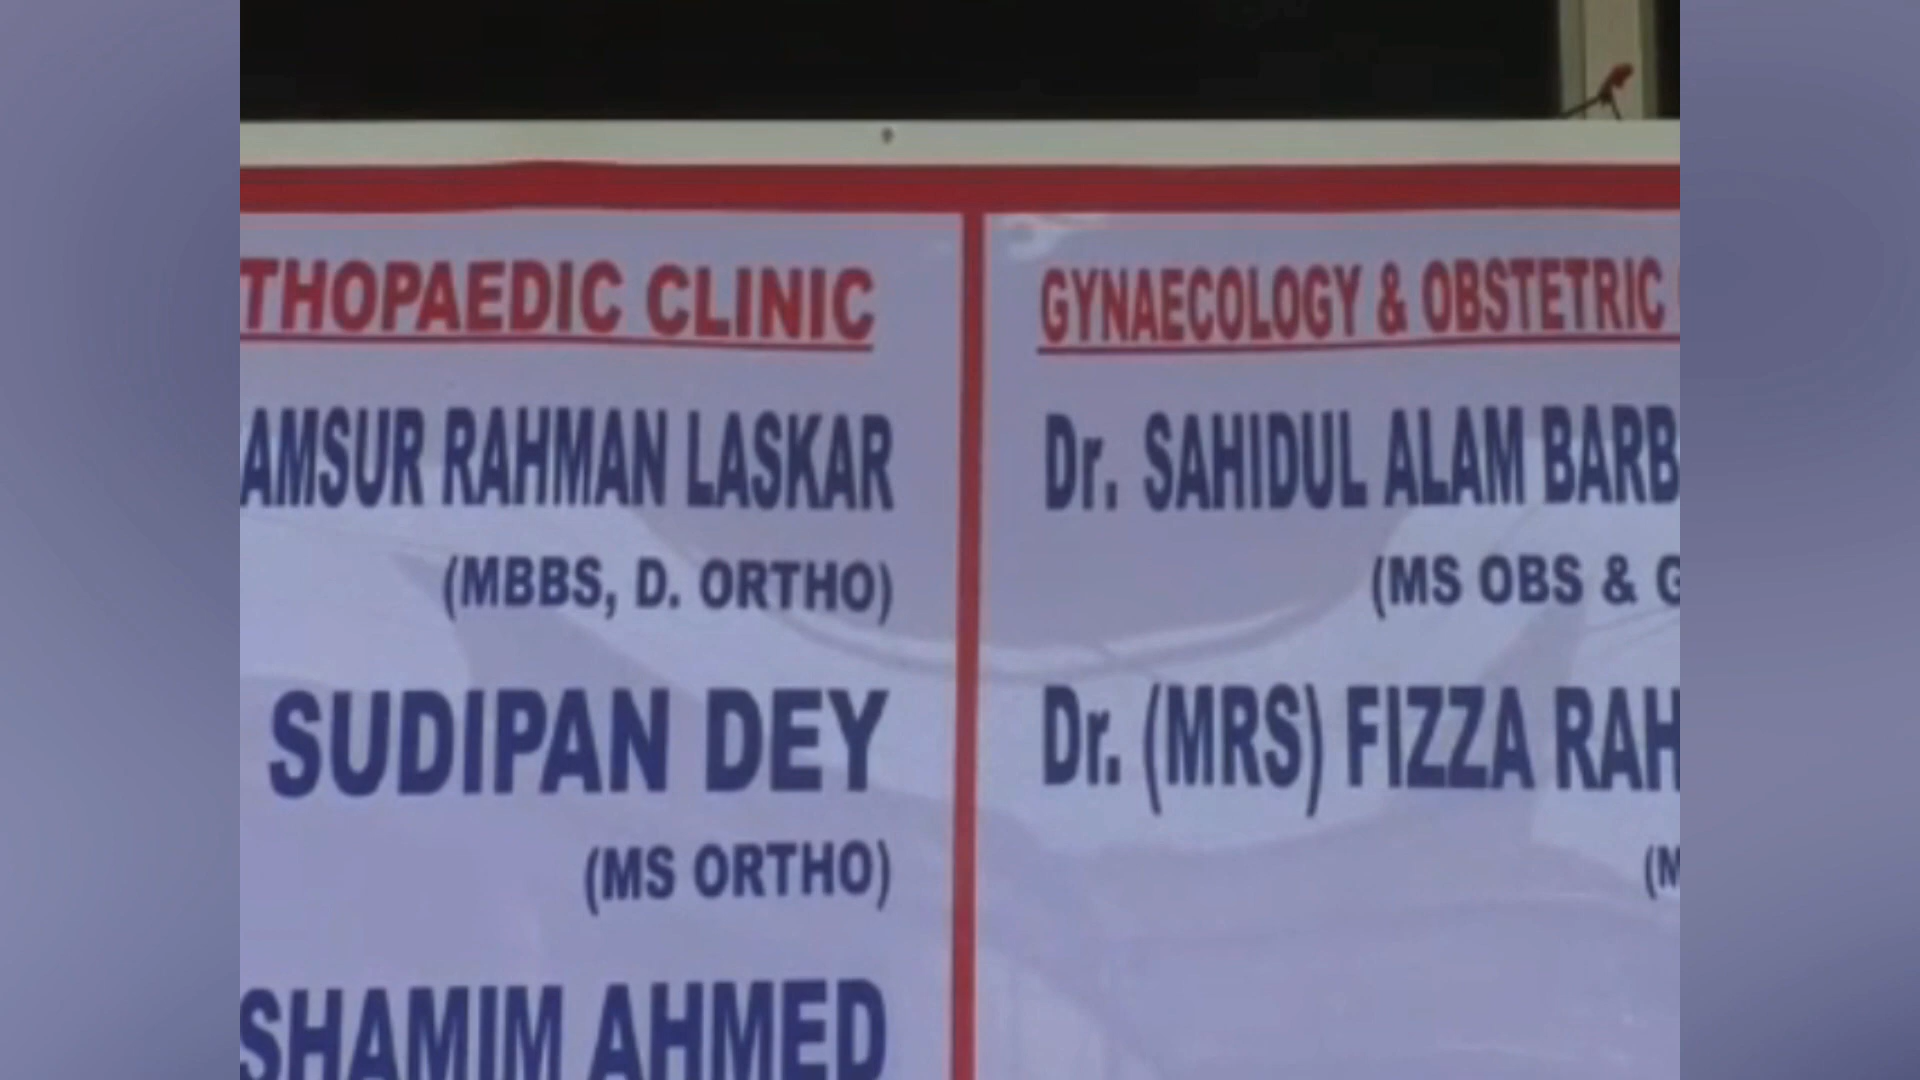 THOPAEDIC CLINIC
AMSUR RAHMAN LASKAR
(MBBS, D. ORTHO)
SUDIPAN DEY
(MS ORTHO)
SHAMIM AHMED
GYNAECOLOGY & OBSTETRIC
Dr. SAHIDUL ALAM BARB
(MS OBS & G
Dr. (MRS) FIZZA RAH
(M